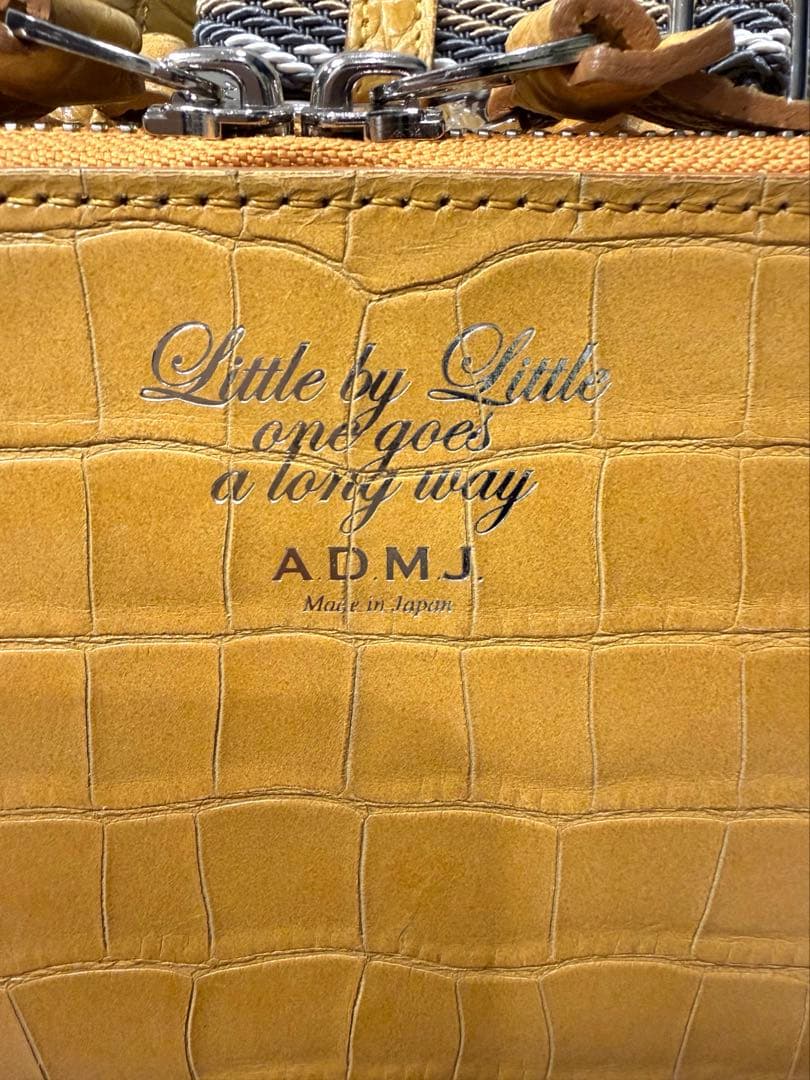 Little by Little
one goes
a long way
A.D.M.J.
Made in Japan